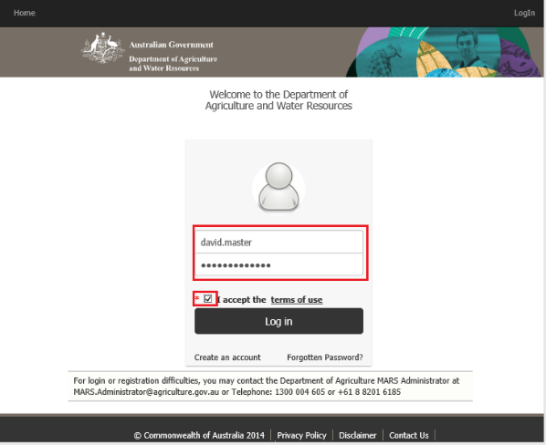 Home LogIn
Australian Government
Department of Agriculture
and Water Resources
Welcome to the Department of
Agriculture and Water Resources
david.master
•••••••••••••
* I accept the terms of use
Log in
Create an account Forgotten Password?
For login or registration difficulties, you may contact the Department of Agriculture MARS Administrator at
MARS.Administrator@agriculture.gov.au or Telephone: 1300 004 605 or +61 8 8201 6185
© Commonwealth of Australia 2014 | Privacy Policy | Disclaimer | Contact Us |